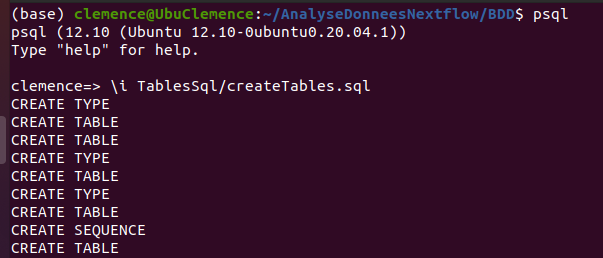 (base) clemence@UbuClemence:~/AnalyseDonneesNextflow/BDD$ psql
psql (12.10 (Ubuntu 12.10-0ubuntu0.20.04.1))
Type "help" for help.
clemence=> \i TablesSql/createTables.sql
CREATE TYPE
CREATE TABLE
CREATE TABLE
CREATE TYPE
CREATE TABLE
CREATE TYPE
CREATE TABLE
CREATE SEQUENCE
CREATE TABLE